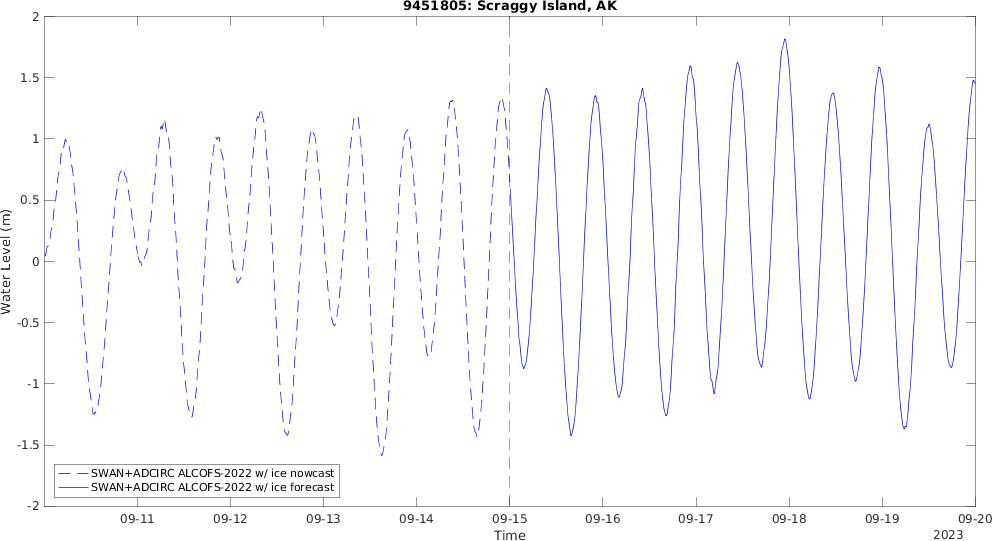 9451805: Scraggy Island, AK
2
1.5
1
0.5
0
-0.5
-1
-1.5
-2
Water Level (m)
SWAN+ADCIRC ALCOFS-2022 w/ ice nowcast
SWAN+ADCIRC ALCOFS-2022 w/ ice forecast
09-11 09-12 09-13 09-14 09-15 09-16 09-17 09-18 09-19 09-20
Time
2023